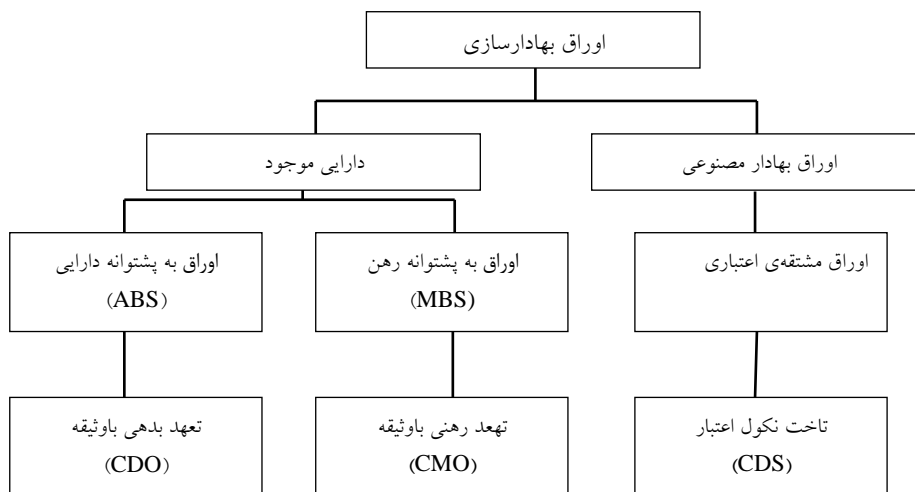 اوراق بهادارسازی
اوراق بهادار مصنوعی
دارایی موجود
اوراق مشتقه‌ی اعتباری
اوراق به پشتوانه رهن
(MBS)
اوراق به پشتوانه دارایی
(ABS)
تاخت نکول اعتبار
(CDS)
تهعد رهنی باوثیقه
(CMO)
تعهد بدهی باوثیقه
(CDO)